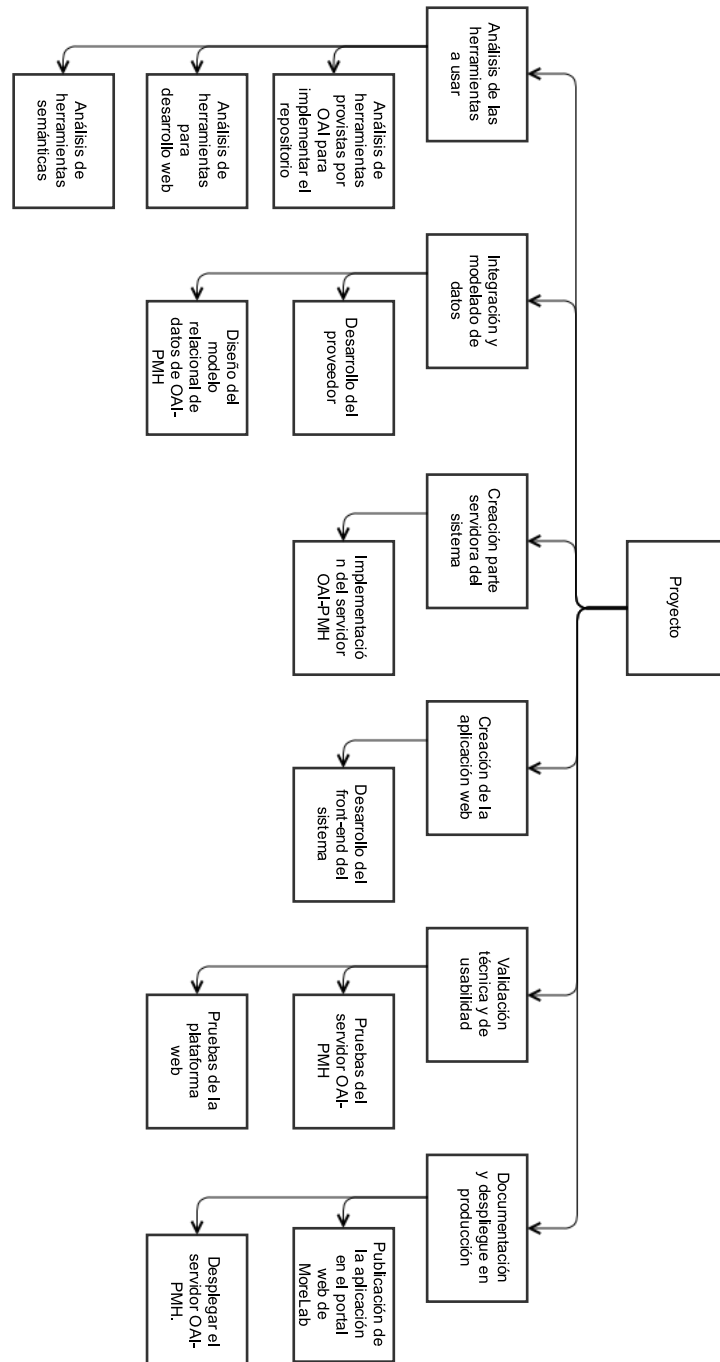 Proyecto
Análisis de las
herramientas
a usar
Análisis de
herramientas
provistas por
OAI para
implementar el
repositorio
Análisis de
herramientas
para
desarrollo web
Análisis de
herramientas
semánticas
Integración y
modelado de
datos
Desarrollo del
proveedor
Diseño del
modelo
relacional de
datos de OAI-
PMH
Creación parte
servidora del
sistema
Implementació
n del servidor
OAI-PMH
Creación de la
aplicación web
Desarrollo del
front-end del
sistema
Validación
técnica y de
usabilidad
Pruebas del
servidor OAI-
PMH
Pruebas de la
plataforma
web
Documentación
y despliegue en
producción
Publicación de
la aplicación
en el portal
web de
MoreLab
Desplegar el
servidor OAI-
PMH.